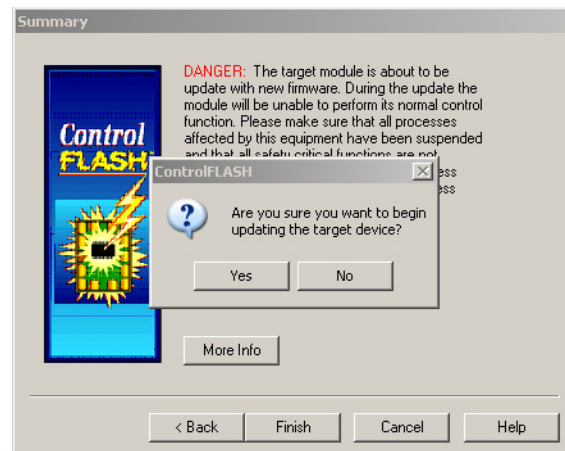 Summary
Control
FLASH
DANGER: The target module is about to be
update with new firmware. During the update the
module will be unable to perform its normal control
function. Please make sure that all processes
affected by this equipment have been suspended
and that all safety critical functions are not
ess
ess
ControlFLASH
Are you sure you want to begin
updating the target device?
Yes
No
More Info
< Back
Finish
Cancel
Help